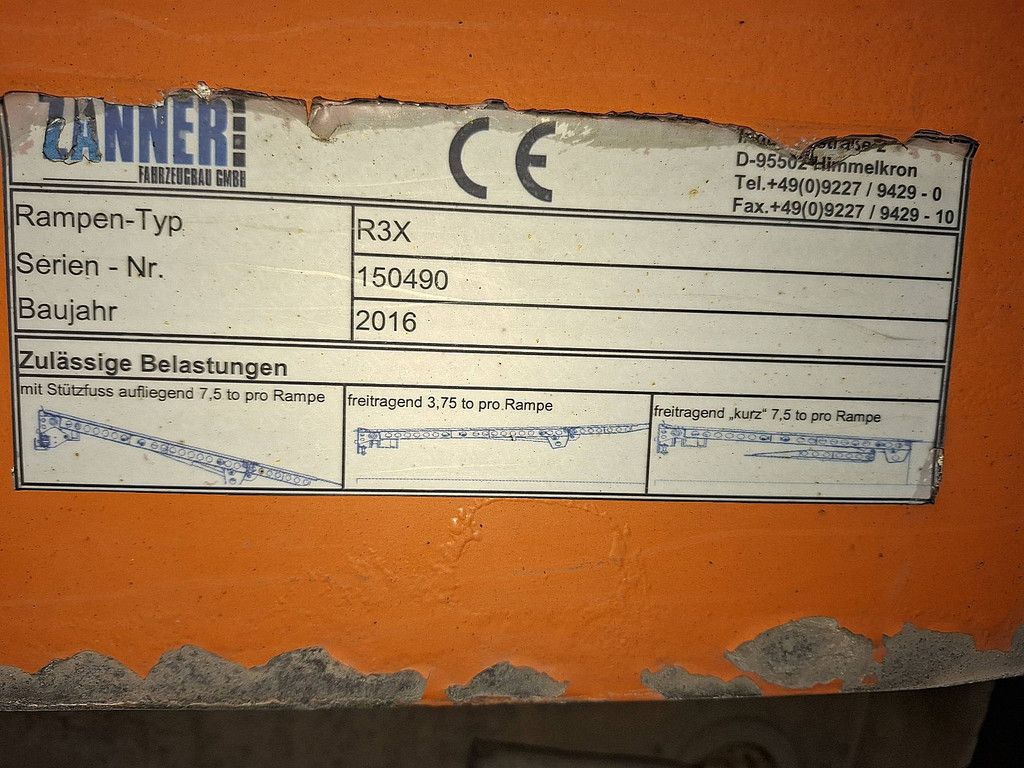 ZANNER
FAHRZEUGBAU GMBH
CE
2
D-95502 Himmelkron
Tel.+49(0)9227 / 9429 - 0
Fax.+49(0)9227 / 9429 - 10
Rampen-Typ R3X
Serien - Nr. 150490
Baujahr 2016
Zulässige Belastungen
mit Stützfuss aufliegend 7,5 to pro Rampe
freitragend 3,75 to pro Rampe
freitragend „kurz“ 7,5 to pro Rampe